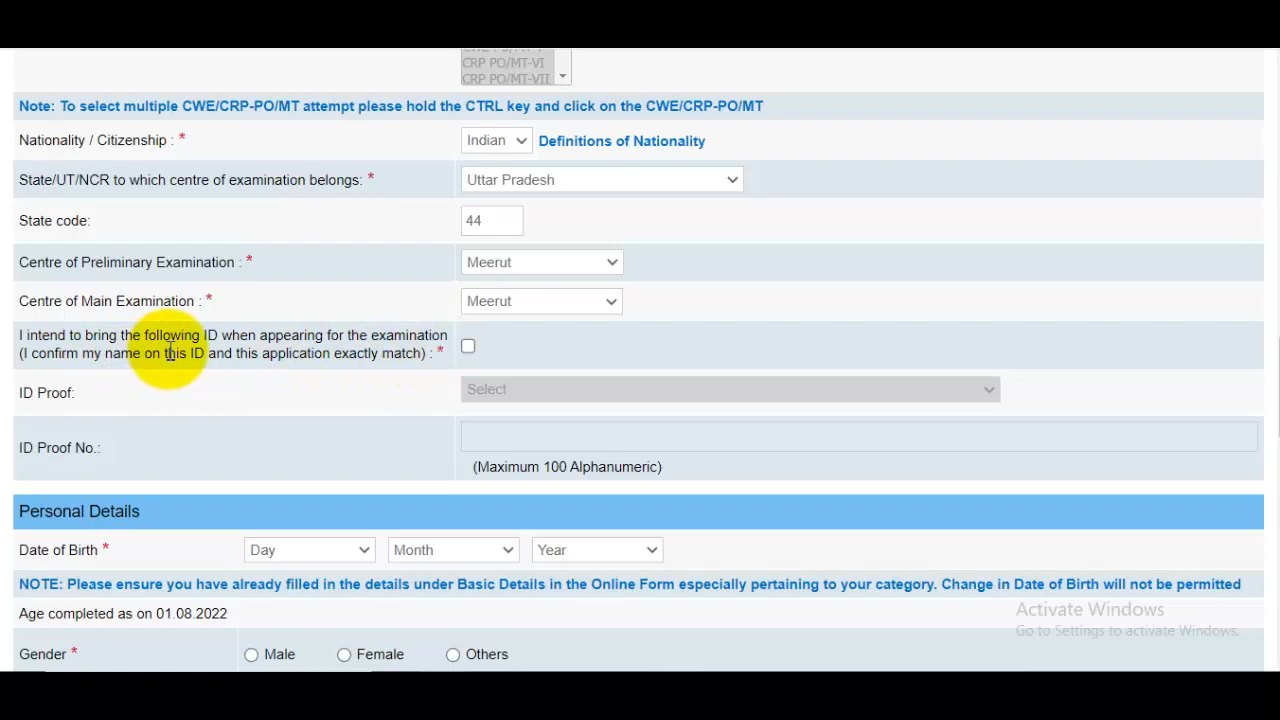 CRP PO/MT-VI
CRP PO/MT-VII
Note: To select multiple CWE/CRP-PO/MT attempt please hold the CTRL key and click on the CWE/CRP-PO/MT
Nationality / Citizenship : * Indian Definitions of Nationality
State/UT/NCR to which centre of examination belongs: * Uttar Pradesh
State code: 44
Centre of Preliminary Examination : * Meerut
Centre of Main Examination : * Meerut
I intend to bring the following ID when appearing for the examination
(I confirm my name on this ID and this application exactly match) : *
ID Proof: Select
ID Proof No.:
(Maximum 100 Alphanumeric)
Personal Details
Date of Birth * Day Month Year
NOTE: Please ensure you have already filled in the details under Basic Details in the Online Form especially pertaining to your category. Change in Date of Birth will not be permitted
Age completed as on 01.08.2022
Activate Windows
Go to Settings to activate Windows.
Gender * Male Female Others